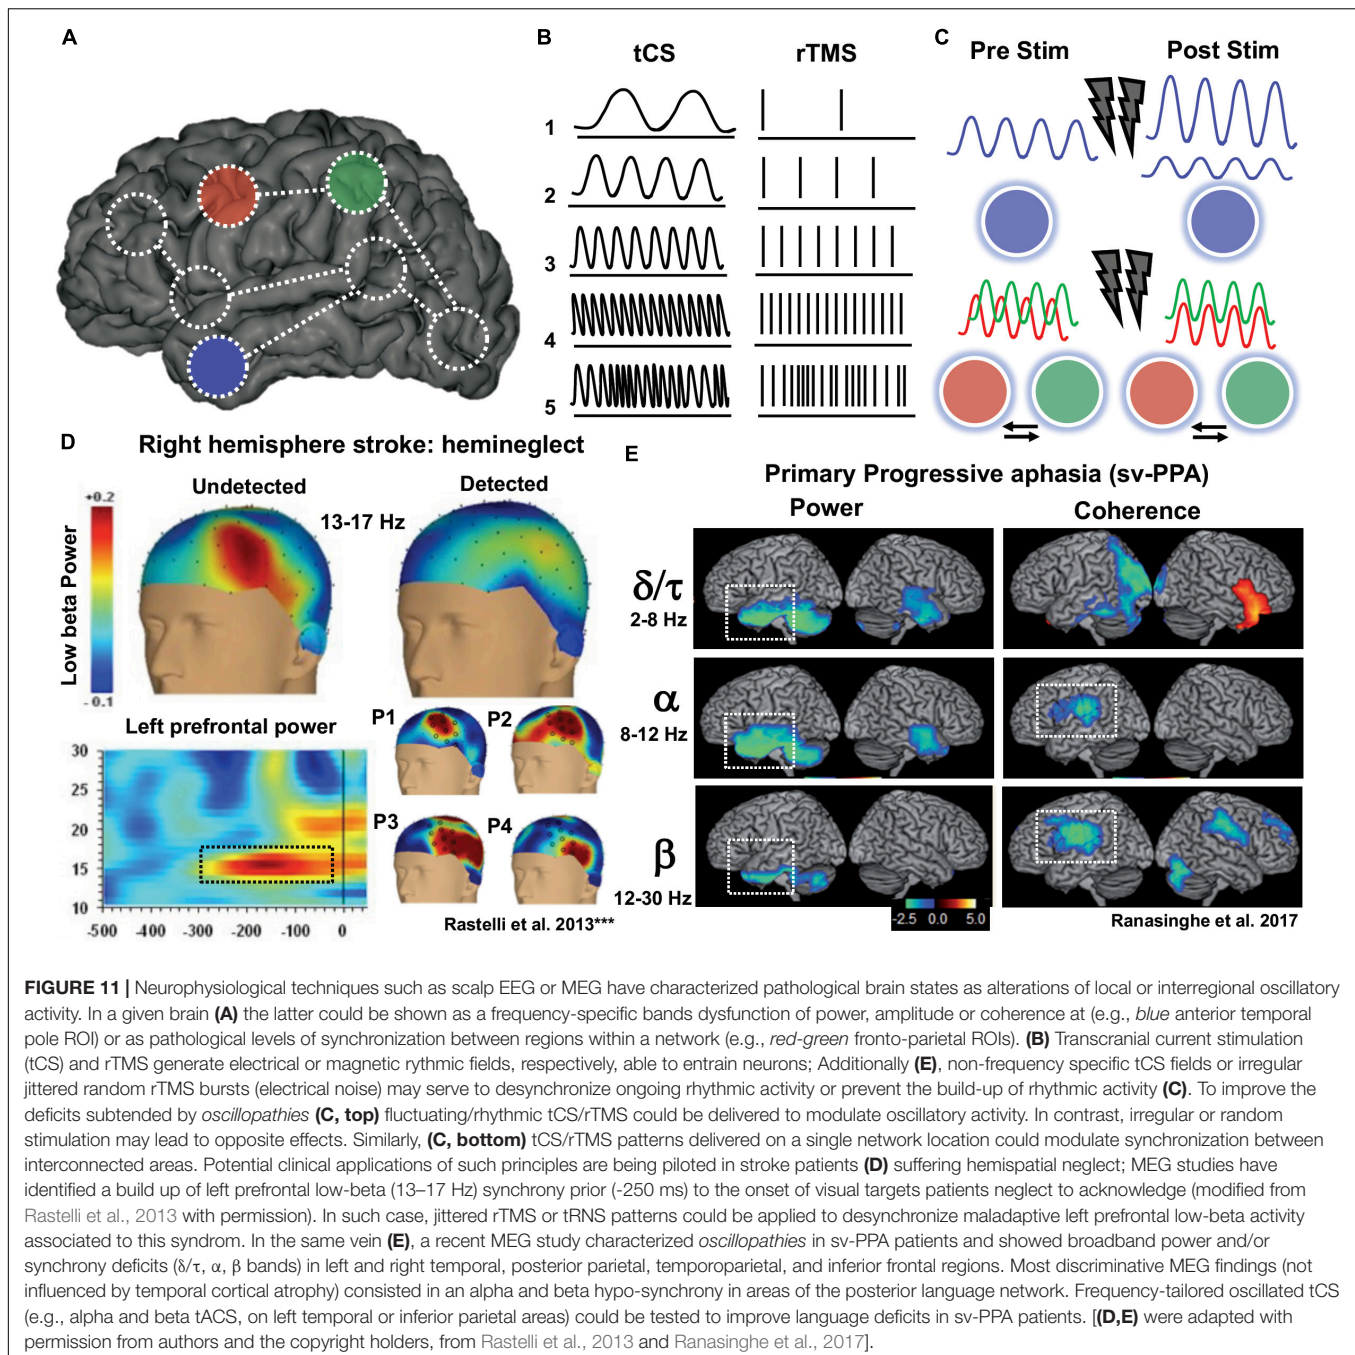 A
B
tCS
rTMS
1
2
3
4
5
C
Pre Stim
Post Stim
D
Right hemisphere stroke: hemineglect
Undetected
Detected
13-17 Hz
+0.2
Low beta Power
- 0.1
Left prefrontal power
30
25
20
15
10
-500
-400
-300
-200
-100
0
P1
P2
P3
P4
Rastelli et al. 2013***
E
Primary Progressive aphasia (sv-PPA)
Power
Coherence
δ/τ
2-8 Hz
α
8-12 Hz
β
12-30 Hz
-2.5 0.0 5.0
Ranasinghe et al. 2017
FIGURE 11 | Neurophysiological techniques such as scalp EEG or MEG have characterized pathological brain states as alterations of local or interregional oscillatory
activity. In a given brain (A) the latter could be shown as a frequency-specific bands dysfunction of power, amplitude or coherence at (e.g., blue anterior temporal
pole ROI) or as pathological levels of synchronization between regions within a network (e.g., red-green fronto-parietal ROIs). (B) Transcranial current stimulation
(tCS) and rTMS generate electrical or magnetic rythmic fields, respectively, able to entrain neurons; Additionally (E), non-frequency specific tCS fields or irregular
jittered random rTMS bursts (electrical noise) may serve to desynchronize ongoing rhythmic activity or prevent the build-up of rhythmic activity (C). To improve the
deficits subtended by oscillopathies (C, top) fluctuating/rhythmic tCS/rTMS could be delivered to modulate oscillatory activity. In contrast, irregular or random
stimulation may lead to opposite effects. Similarly, (C, bottom) tCS/rTMS patterns delivered on a single network location could modulate synchronization between
interconnected areas. Potential clinical applications of such principles are being piloted in stroke patients (D) suffering hemispatial neglect; MEG studies have
identified a build up of left prefrontal low-beta (13–17 Hz) synchrony prior (-250 ms) to the onset of visual targets patients neglect to acknowledge (modified from
Rastelli et al., 2013 with permission). In such case, jittered rTMS or tRNS patterns could be applied to desynchronize maladaptive left prefrontal low-beta activity
associated to this syndrom. In the same vein (E), a recent MEG study characterized oscillopathies in sv-PPA patients and showed broadband power and/or
synchrony deficits (δ/τ, α, β bands) in left and right temporal, posterior parietal, temporoparietal, and inferior frontal regions. Most discriminative MEG findings (not
influenced by temporal cortical atrophy) consisted in an alpha and beta hypo-synchrony in areas of the posterior language network. Frequency-tailored oscillated tCS
(e.g., alpha and beta tACS, on left temporal or inferior parietal areas) could be tested to improve language deficits in sv-PPA patients. [(D,E) were adapted with
permission from authors and the copyright holders, from Rastelli et al., 2013 and Ranasinghe et al., 2017].